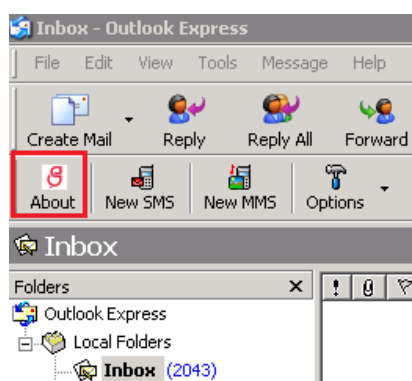 Inbox - Outlook Express
File Edit View Tools Message Help
Create Mail Reply Reply All Forward
About New SMS New MMS Options
Inbox
Folders
Outlook Express
Local Folders
Inbox (2043)